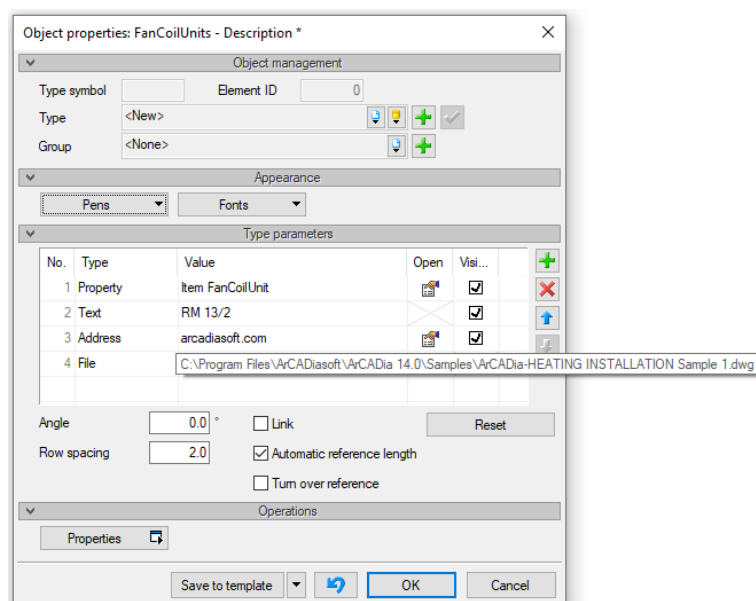 Object properties: FanCoilUnits - Description *
Object management
Type symbol Element ID 0
Type <New>
Group <None>
Appearance
Pens Fonts
Type parameters
No. Type Value Open Visi...
1 Property Item FanCoilUnit
2 Text RM 13/2
3 Address arcadiasoft.com
4 File C:\Program Files\ArCADiasoft\ArCADia 14.0\Samples\ArCADia-HEATING INSTALLATION Sample 1.dwg
Angle 0.0 ° Link Reset
Row spacing 2.0 Automatic reference length
Turn over reference
Operations
Properties
Save to template OK Cancel